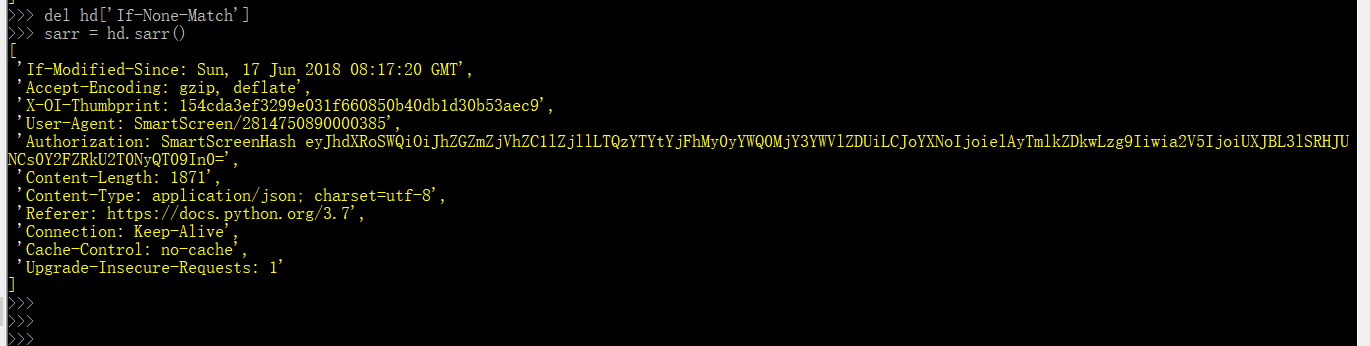 ]
>>> del hd['If-None-Match']
>>> sarr = hd.sarr()
[
 'If-Modified-Since: Sun, 17 Jun 2018 08:17:20 GMT',
 'Accept-Encoding: gzip, deflate',
 'X-OI-Thumbprint: 154cda3ef3299e031f660850b40db1d30b53aec9',
 'User-Agent: SmartScreen/2814750890000385',
 'Authorization: SmartScreenHash eyJhdXRoSWQiOiJhZGZmZjVhZC1lZjllLTQzYTYtYjFhMy0yYWQ0MjY3YWVlZDUiLCJoYXNoIjoielAyTmlkZDkwLzg9Iiwia2V5IjoiUXJBL3lSRHJU
NCs0Y2FZRkU2T0NyQT09In0=',
 'Content-Length: 1871',
 'Content-Type: application/json; charset=utf-8',
 'Referer: https://docs.python.org/3.7',
 'Connection: Keep-Alive',
 'Cache-Control: no-cache',
 'Upgrade-Insecure-Requests: 1'
]
>>>
>>>
>>>